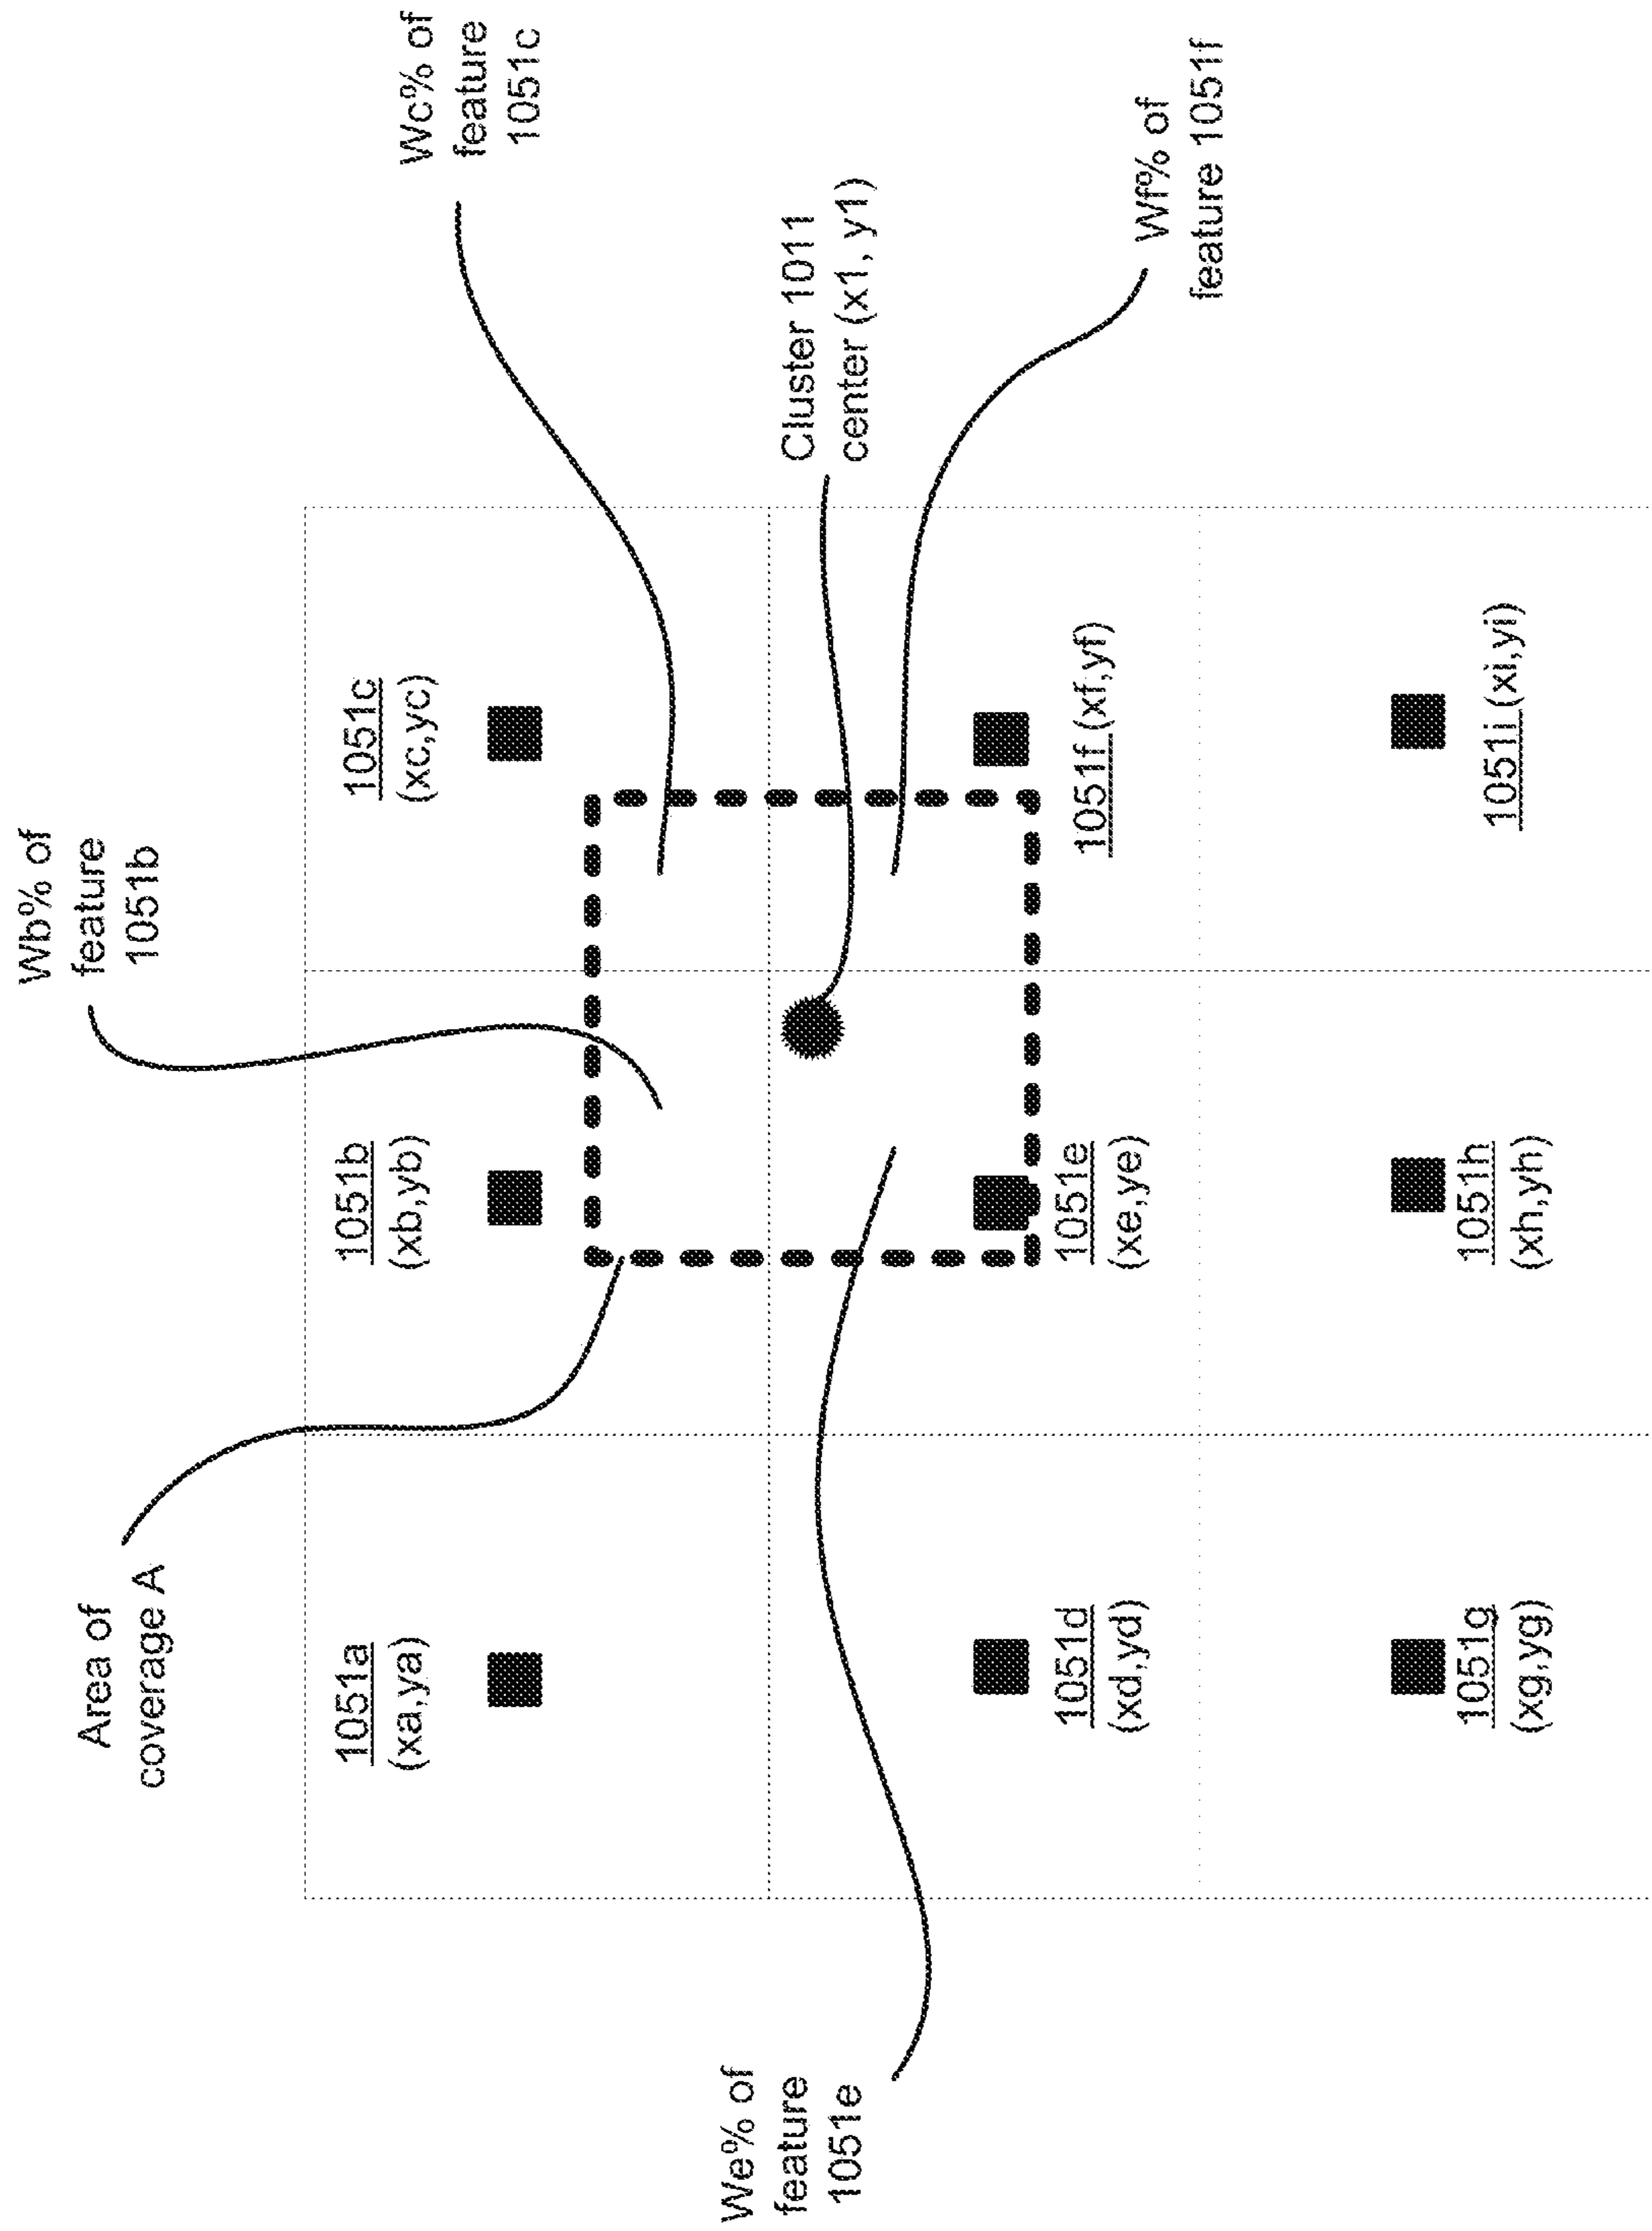 Area of
coverage A
Wb% of
feature
1051b
1051a
(xa,ya)
1051b
(xb,yb)
1051c
(xc,yc)
Wc% of
feature
1051c
We% of
feature
1051e
Cluster 1011
center (x1, y1)
1051d
(xd,yd)
1051e
(xe,ye)
1051f (xf,yf)
Wf% of
feature 1051f
1051g
(xg,yg)
1051h
(xh,yh)
1051i (xi,yi)